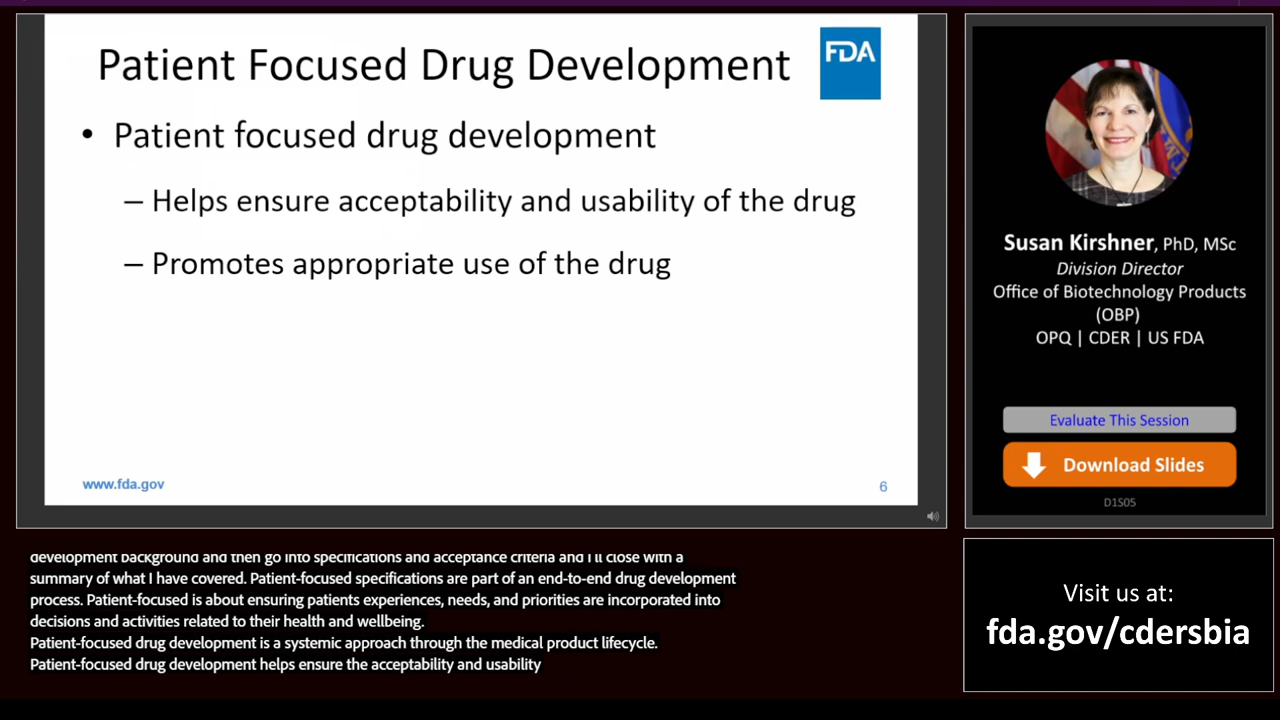 Patient Focused Drug Development
FDA
• Patient focused drug development
– Helps ensure acceptability and usability of the drug
– Promotes appropriate use of the drug
www.fda.gov
6
Susan Kirshner, PhD, MSc
Division Director
Office of Biotechnology Products
(OBP)
OPQ | CDER | US FDA
Evaluate This Session
Download Slides
D1S05
development background and then go into specifications and acceptance criteria and I'll close with a
summary of what I have covered. Patient-focused specifications are part of an end-to-end drug development
process. Patient-focused is about ensuring patients experiences, needs, and priorities are incorporated into
decisions and activities related to their health and wellbeing.
Patient-focused drug development is a systemic approach through the medical product lifecycle.
Patient-focused drug development helps ensure the acceptability and usability
Visit us at:
fda.gov/cdersbia